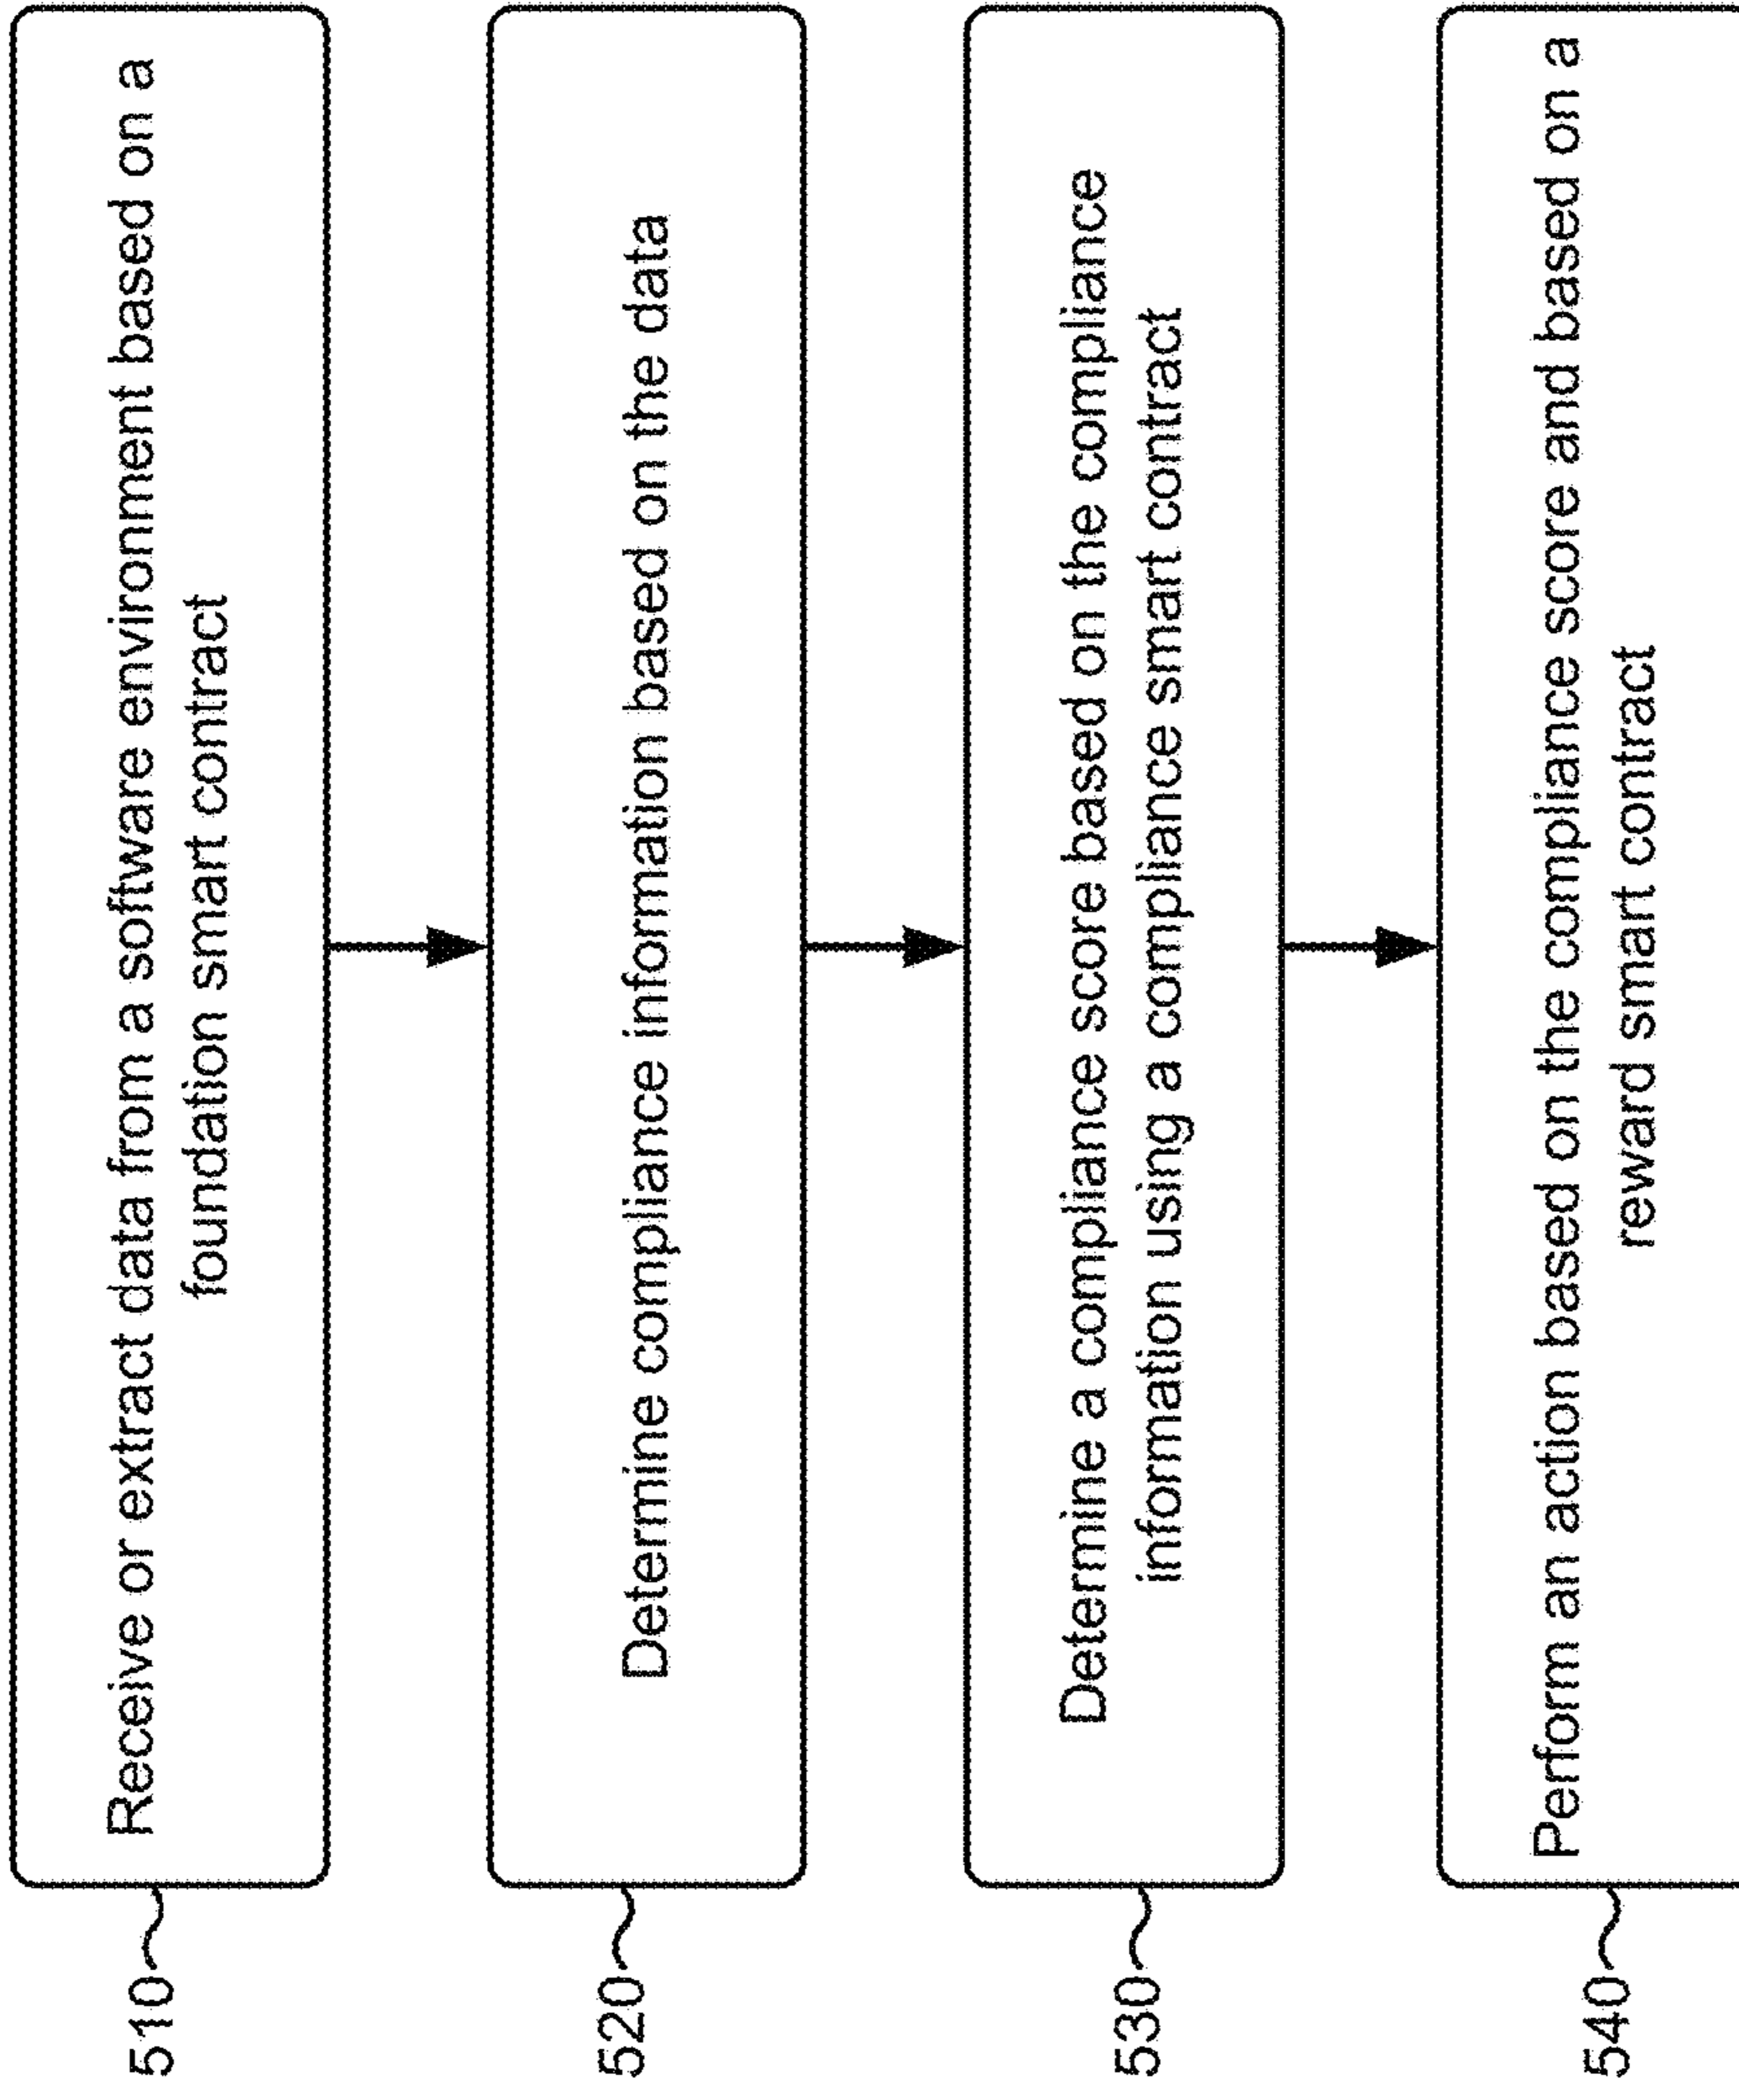 510
Receive or extract data from a software environment based on a
foundation smart contract
520
Determine compliance information based on the data
530
Determine a compliance score based on the compliance
information using a compliance smart contract
540
Perform an action based on the compliance score and based on a
reward smart contract